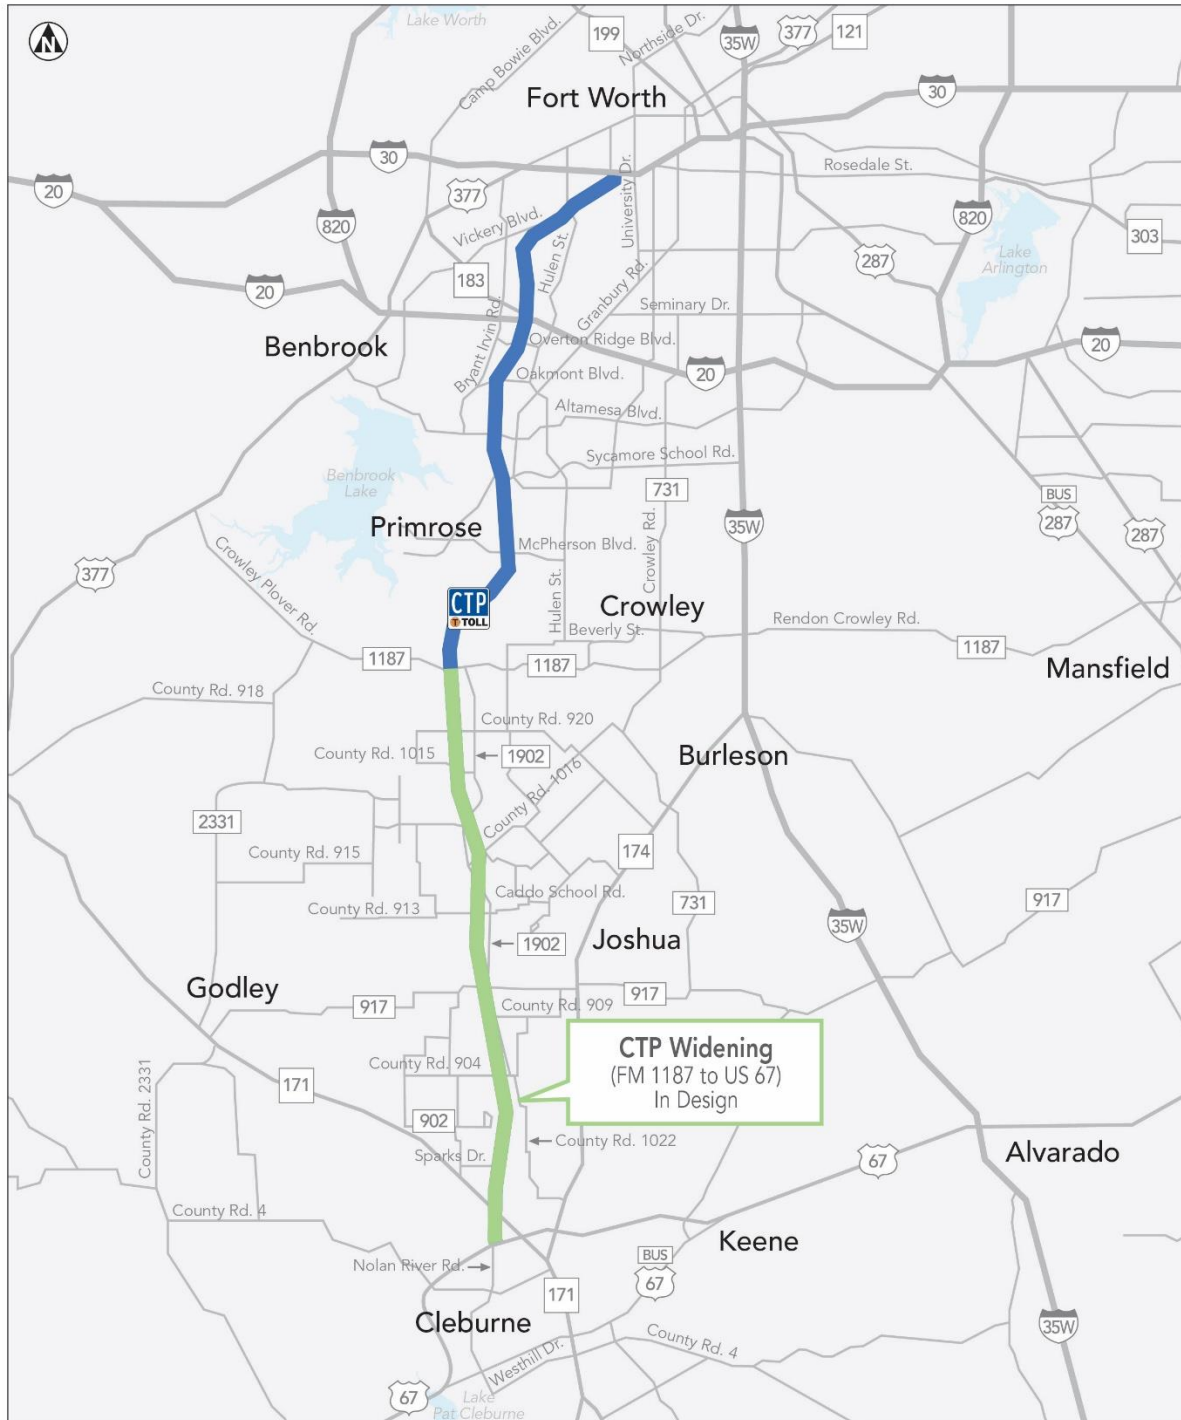 Lake Worth
N
199
Northside Dr.
35W
377
121
Camp Bowie Blvd.
Fort Worth
30
30
Rosedale St.
20
377
University Dr.
820
Vickery Blvd.
820
303
Hulen St.
287
Lake
Arlington
183
20
Granbury Rd.
Seminary Dr.
Benbrook
Bryant Irvin Rd.
Overton Ridge Blvd.
20
Oakmont Blvd.
20
Altamesa Blvd.
Sycamore School Rd.
Benbrook
Lake
731
BUS
287
35W
287
Primrose
McPherson Blvd.
Crowley Rd.
377
Crowley Plover Rd.
Hulen St.
CTP
T TOLL
Crowley
Beverly St.
Rendon Crowley Rd.
1187
1187
1187
Mansfield
County Rd. 918
County Rd. 920
County Rd. 1015
1902
Burleson
County Rd. 1016
2331
174
County Rd. 915
Caddo School Rd.
County Rd. 913
731
917
35W
1902
Joshua
Godley
917
917
County Rd. 909
CTP Widening
(FM 1187 to US 67)
In Design
County Rd. 904
County Rd. 2331
171
902
County Rd. 1022
Alvarado
Sparks Dr.
67
County Rd. 4
Keene
Nolan River Rd.
BUS
67
171
Cleburne
35W
County Rd. 4
Westhill Dr.
67
Lake
Pat Cleburne